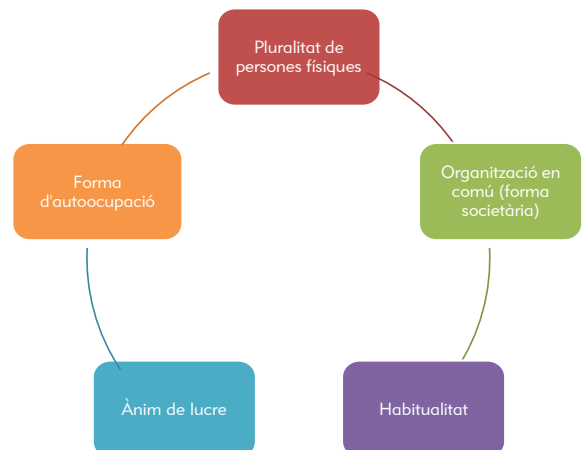 Pluralitat de
persones físiques
Forma
d'autoocupació
Organització en
comú (forma
societària)
Ànim de lucre
Habitualitat